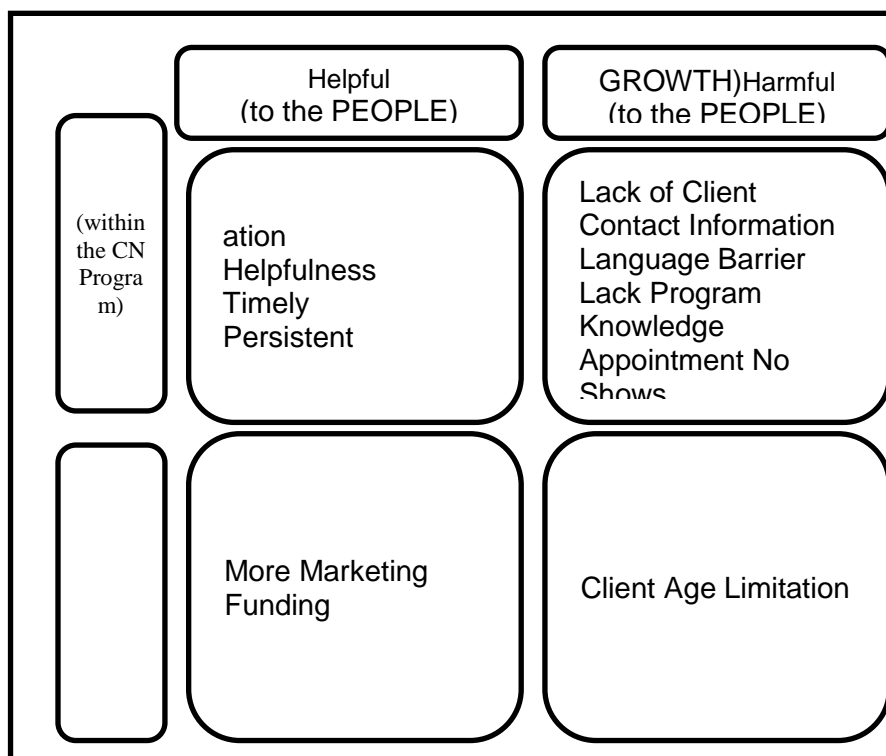 Helpful
(to the PEOPLE)
GROWTH)Harmful
(to the PEOPLE)
(within
the CN
Progra
m)
ation
Helpfulness
Timely
Persistent
Lack of Client
Contact Information
Language Barrier
Lack Program
Knowledge
Appointment No
Shows
More Marketing
Funding
Client Age Limitation